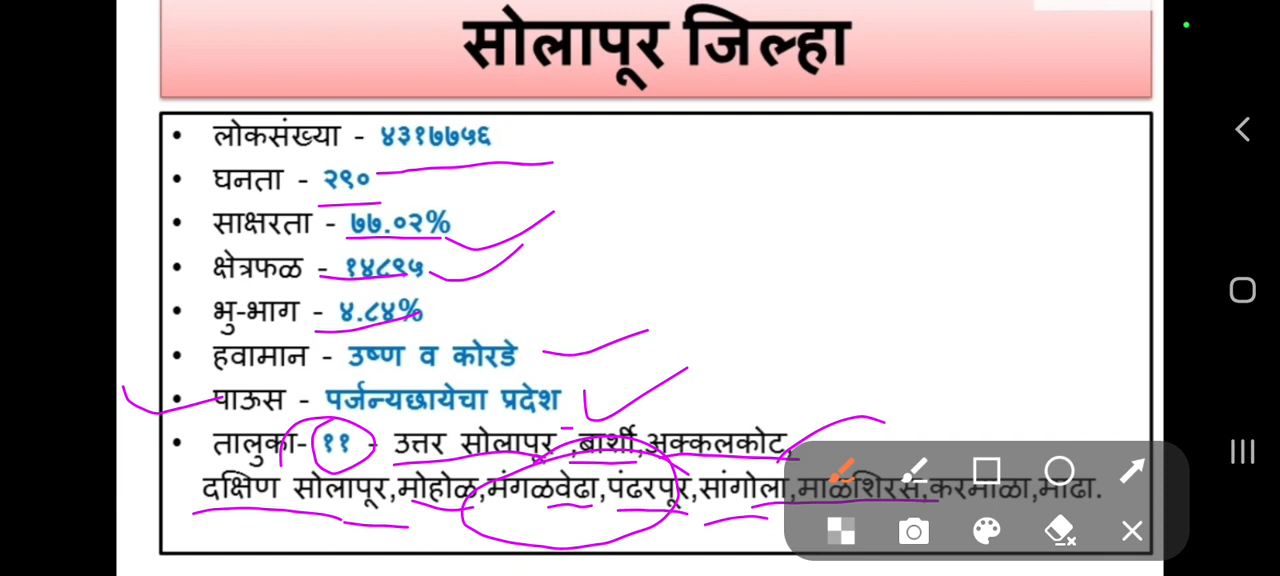 सोलापूर जिल्हा
• लोकसंख्या - ४३१७७५६
• घनता - २९०
• साक्षरता - ७७.०२%
• क्षेत्रफळ - १४८९५
• भु-भाग - ४.८४%
• हवामान - उष्ण व कोरडे
• पाऊस - पर्जन्यछायेचा प्रदेश
• तालुका- ११ - उत्तर सोलापूर ,बार्शी,अक्कलकोट,
दक्षिण सोलापूर,मोहोळ,मंगळवेढा,पंढरपूर,सांगोला,माळशिरस,करमाळा,माढा.